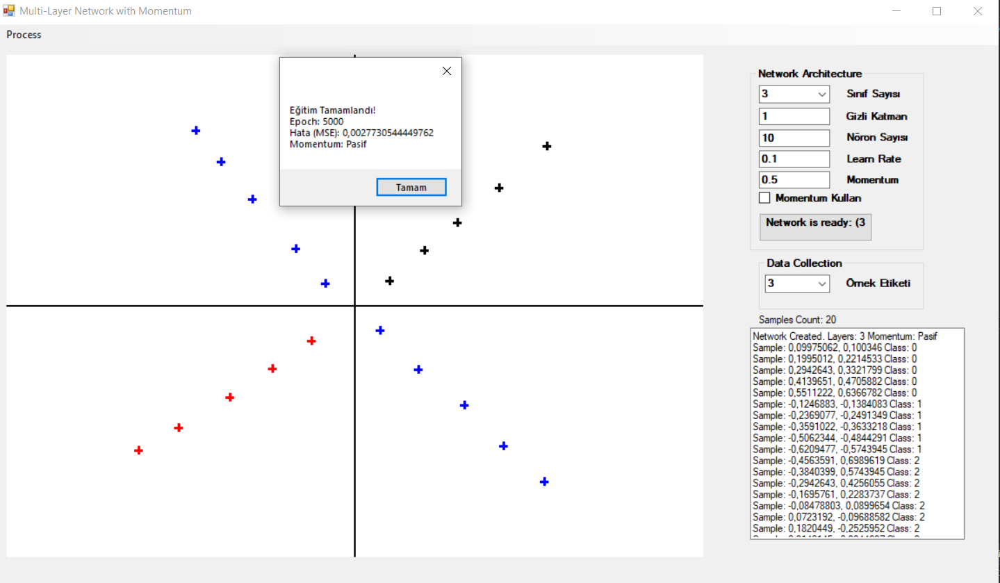 Multi-Layer Network with Momentum
Process
Eğitim Tamamlandı!
Epoch: 5000
Hata (MSE): 0,0027730544449762
Momentum: Pasif
Tamam
Network Architecture
3 Sınıf Sayısı
1 Gizli Katman
10 Nöron Sayısı
0.1 Learn Rate
0.5 Momentum
Momentum Kullan
Network is ready: (3
Data Collection
3 Örnek Etiketi
Samples Count: 20
Network Created. Layers: 3 Momentum: Pasif
Sample: 0,09975062, 0,100346 Class: 0
Sample: 0,1995012, 0,2214533 Class: 0
Sample: 0,2942643, 0,3321799 Class: 0
Sample: 0,4139651, 0,4705882 Class: 0
Sample: 0,5511222, 0,6366782 Class: 0
Sample: -0,1246883, -0,1384083 Class: 1
Sample: -0,2369077, -0,2491349 Class: 1
Sample: -0,3591022, -0,3633218 Class: 1
Sample: -0,5062344, -0,4844291 Class: 1
Sample: -0,6209477, -0,5743945 Class: 1
Sample: -0,4563591, 0,6989619 Class: 2
Sample: -0,3840399, 0,5743945 Class: 2
Sample: -0,2942643, 0,4256055 Class: 2
Sample: -0,1695761, 0,2283737 Class: 2
Sample: -0,08478803, 0,0899654 Class: 2
Sample: 0,0723192, -0,09688582 Class: 2
Sample: 0,1820449, -0,2525952 Class: 2